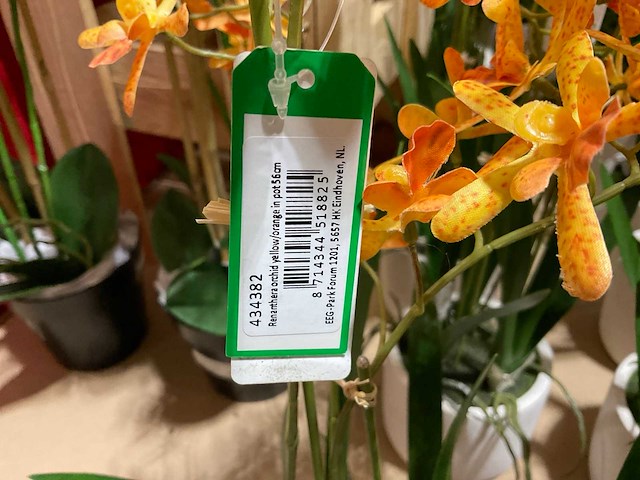 434382
Renanthera orchid yellow/orange in pot 56cm
8 714344 518825
EEG - Park Forum 1201, 5657 HK Eindhoven, NL.